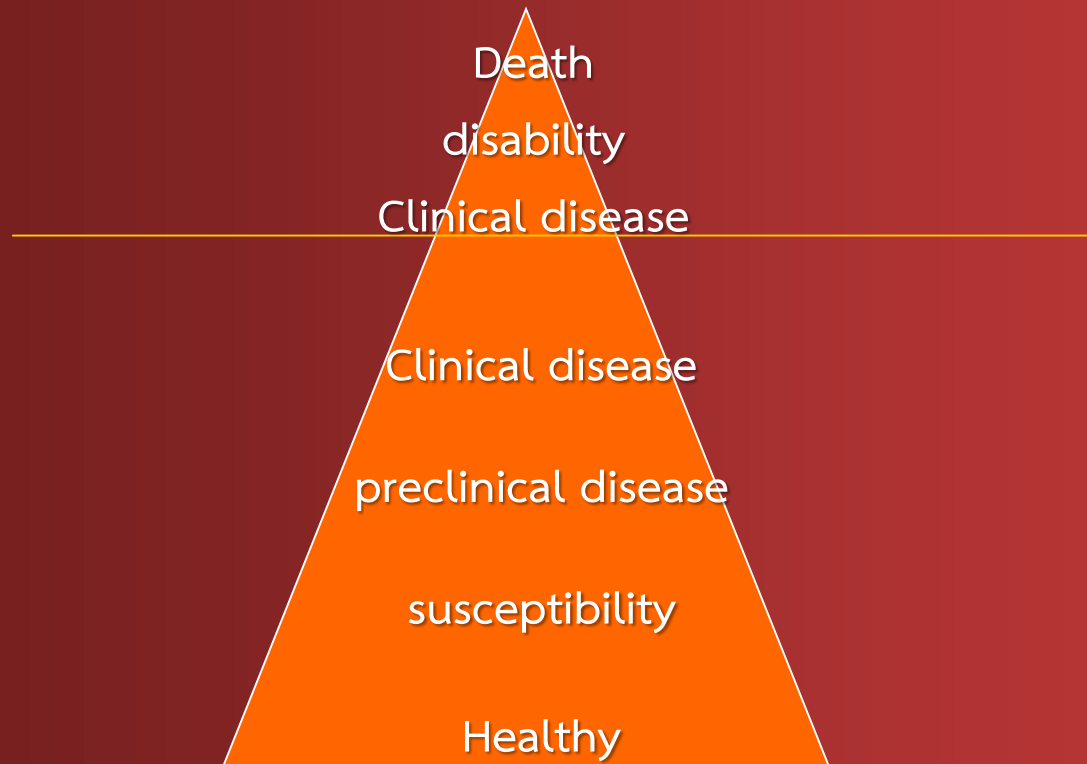 Death
disability
Clinical disease
Clinical disease
preclinical disease
susceptibility
Healthy